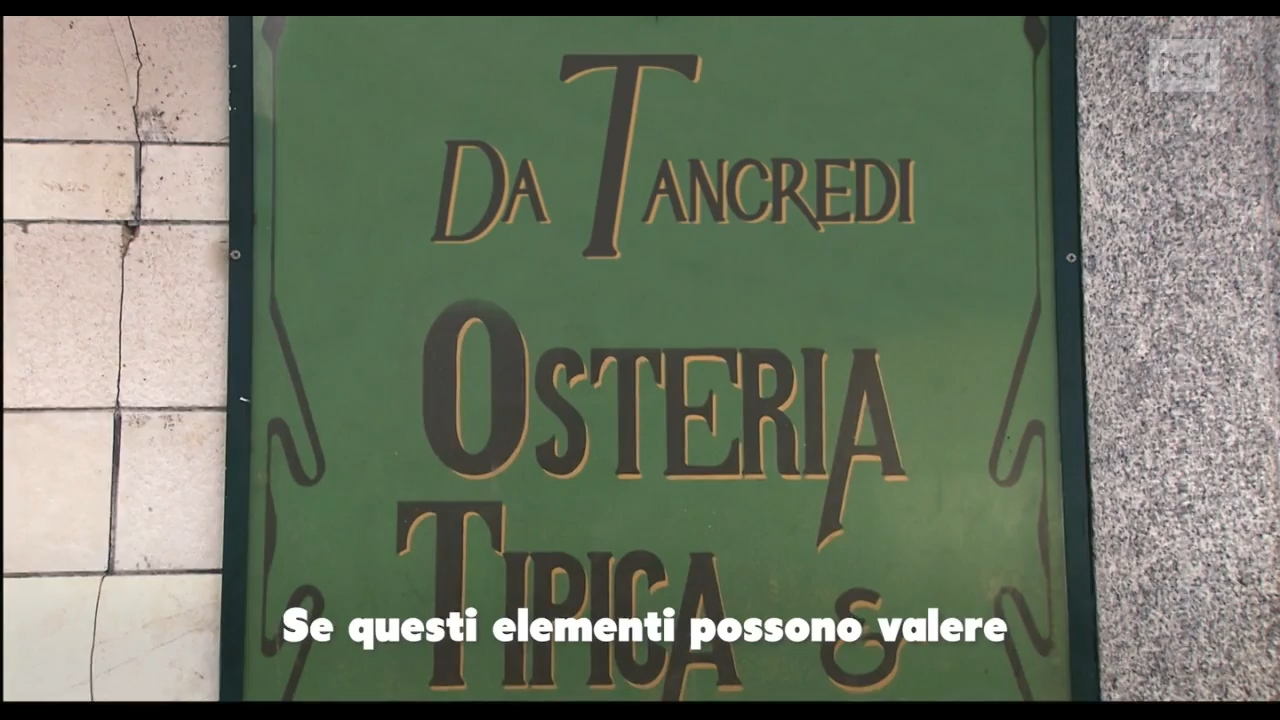 RSI
DA TANCREDI
OSTERIA
TIPICA &
Se questi elementi possono valere